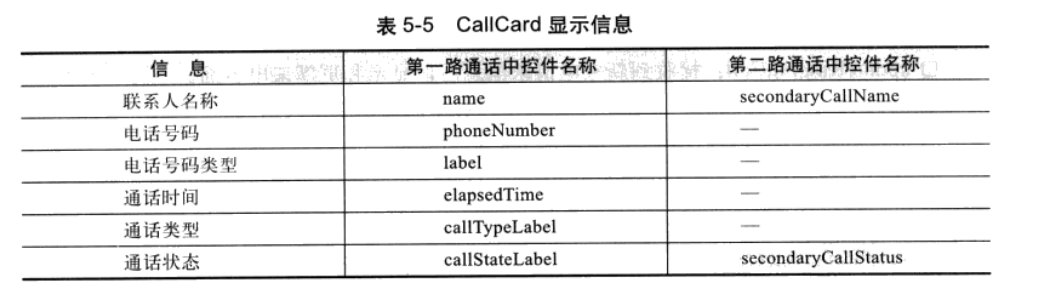 表 5-5 CallCard 显示信息
信 息 第一路通话中控件名称 第二路通话中控件名称
联系人名称 name secondaryCallName
电话号码 phoneNumber —
电话号码类型 label —
通话时间 elapsedTime —
通话类型 callTypeLabel —
通话状态 callStateLabel secondaryCallStatus